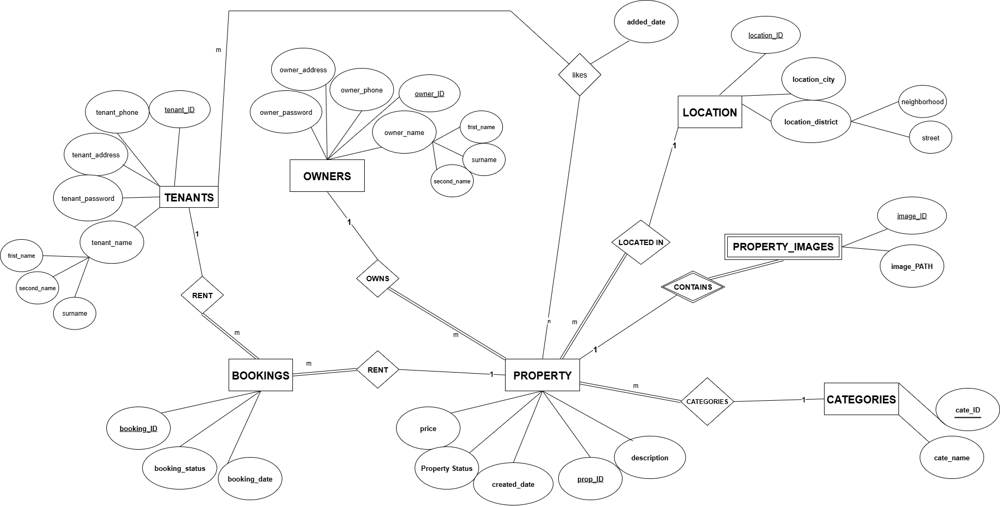 added_date
location_ID
m
owner_address
likes
location_city
owner_phone
owner_ID
neighborhood
tenant_phone
tenant_ID
owner_password
LOCATION
location_district
owner_name
frist_name
street
1
tenant_address
surname
OWNERS
second_name
TENANTS
tenant_password
image_ID
1
1
tenant_name
LOCATED IN
PROPERTY_IMAGES
frist_name
image_PATH
OWNS
second_name
CONTAINS
RENT
surname
n
m
m
m
1
m
RENT
1
BOOKINGS
PROPERTY
m
CATEGORIES
1
CATEGORIES
cate_ID
booking_ID
price
cate_name
description
booking_status
Property Status
booking_date
created_date
prop_ID